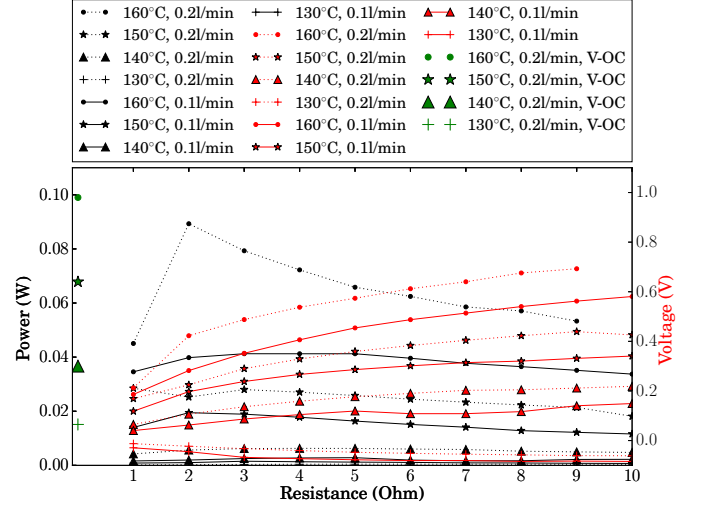 160°C, 0.2l/min 130°C, 0.1l/min 140°C, 0.1l/min
150°C, 0.2l/min 160°C, 0.2l/min 130°C, 0.1l/min
140°C, 0.2l/min 150°C, 0.2l/min 160°C, 0.2l/min, V-OC
130°C, 0.2l/min 140°C, 0.2l/min 150°C, 0.2l/min, V-OC
160°C, 0.1l/min 130°C, 0.2l/min 140°C, 0.2l/min, V-OC
150°C, 0.1l/min 160°C, 0.1l/min 130°C, 0.2l/min, V-OC
140°C, 0.1l/min 150°C, 0.1l/min
0.10 1.0
0.08 0.8
0.06 0.6
0.04 0.4
0.02 0.2
0.00 0.0
Power (W)
Voltage (V)
1 2 3 4 5 6 7 8 9 10
Resistance (Ohm)